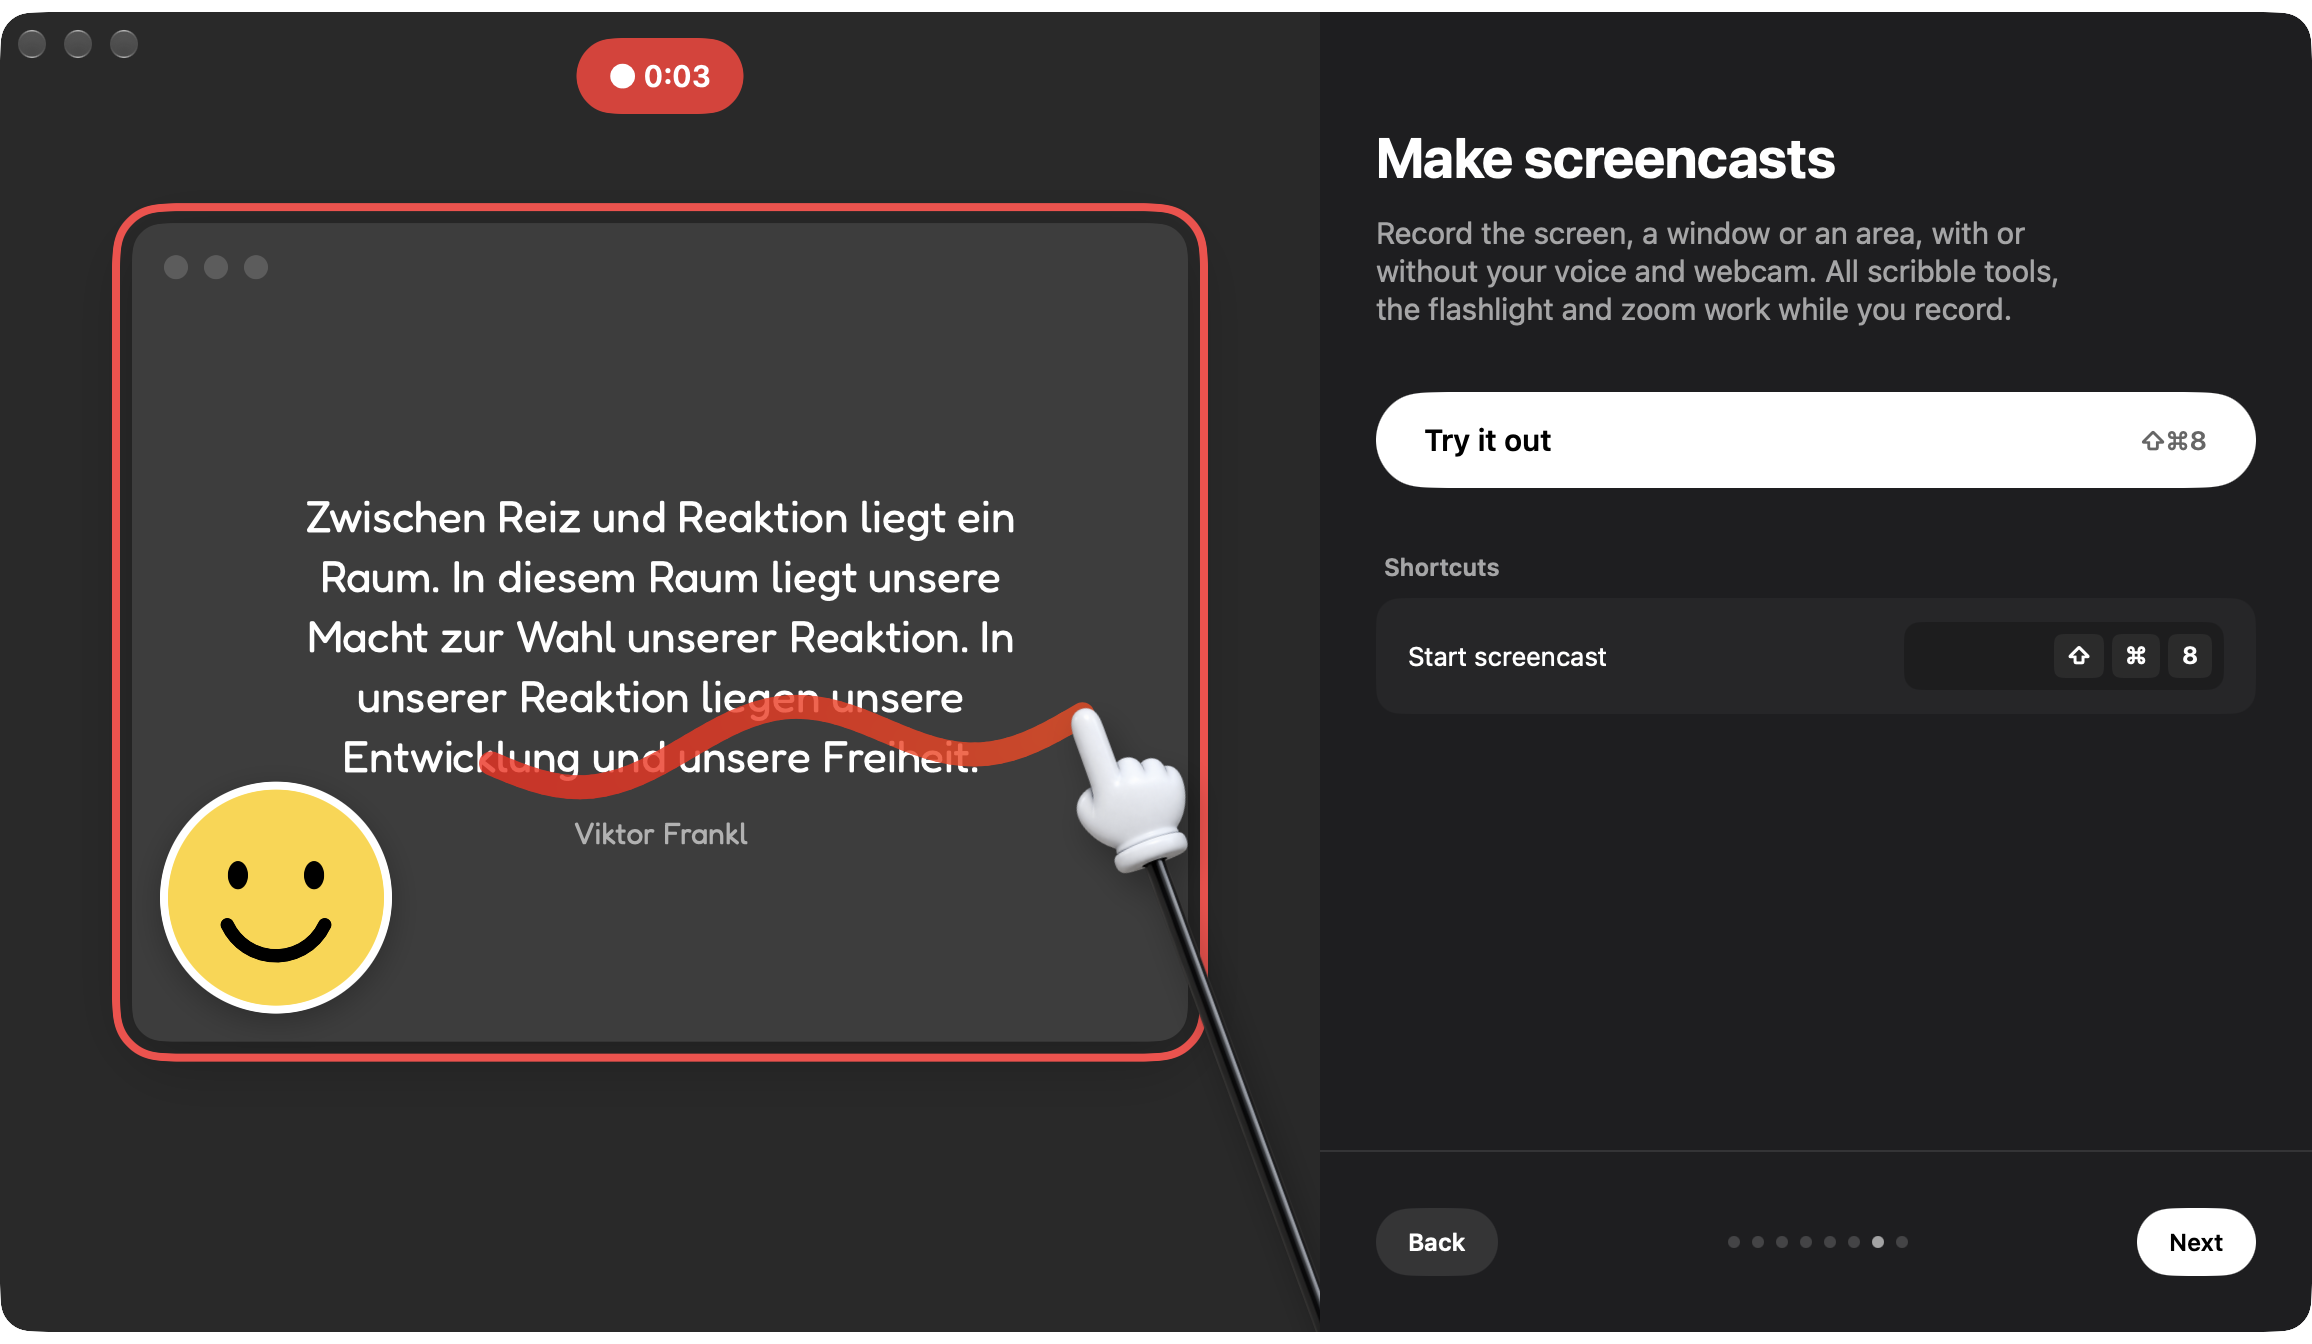 0:03
Zwischen Reiz und Reaktion liegt ein
Raum. In diesem Raum liegt unsere
Macht zur Wahl unserer Reaktion. In
unserer Reaktion liegen unsere
Entwicklung und unsere Freiheit.
Viktor Frankl
Make screencasts
Record the screen, a window or an area, with or
without your voice and webcam. All scribble tools,
the flashlight and zoom work while you record.
Try it out ⇧⌘8
Shortcuts
Start screencast ⇧ ⌘ 8
Back
Next